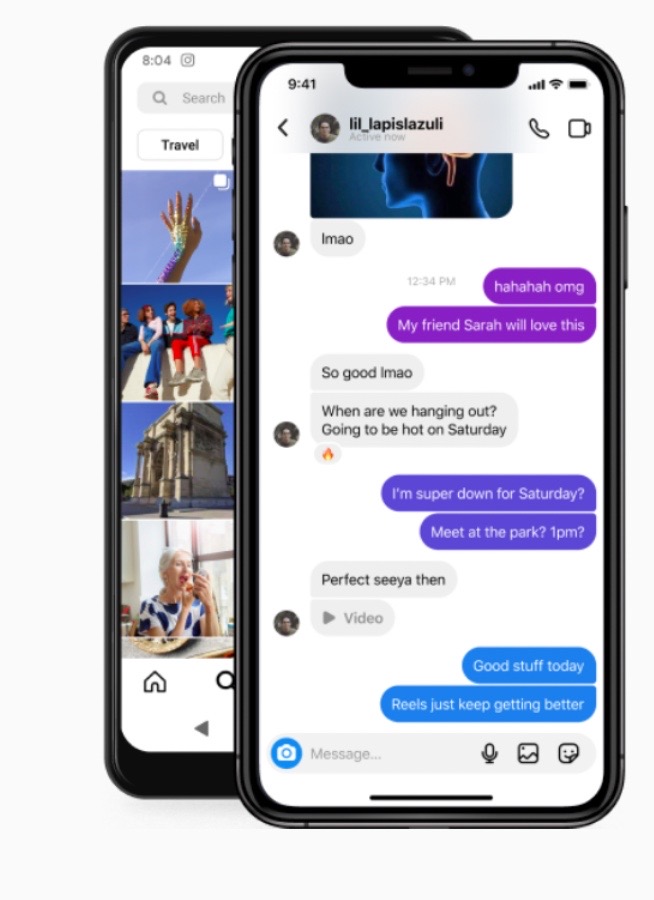 8:04
Search
Travel
9:41
lil_lapislazuli
Active now
lmao
12:34 PM
hahahah omg
My friend Sarah will love this
So good lmao
When are we hanging out?
Going to be hot on Saturday
I'm super down for Saturday?
Meet at the park? 1pm?
Perfect seeya then
Video
Good stuff today
Reels just keep getting better
Message...